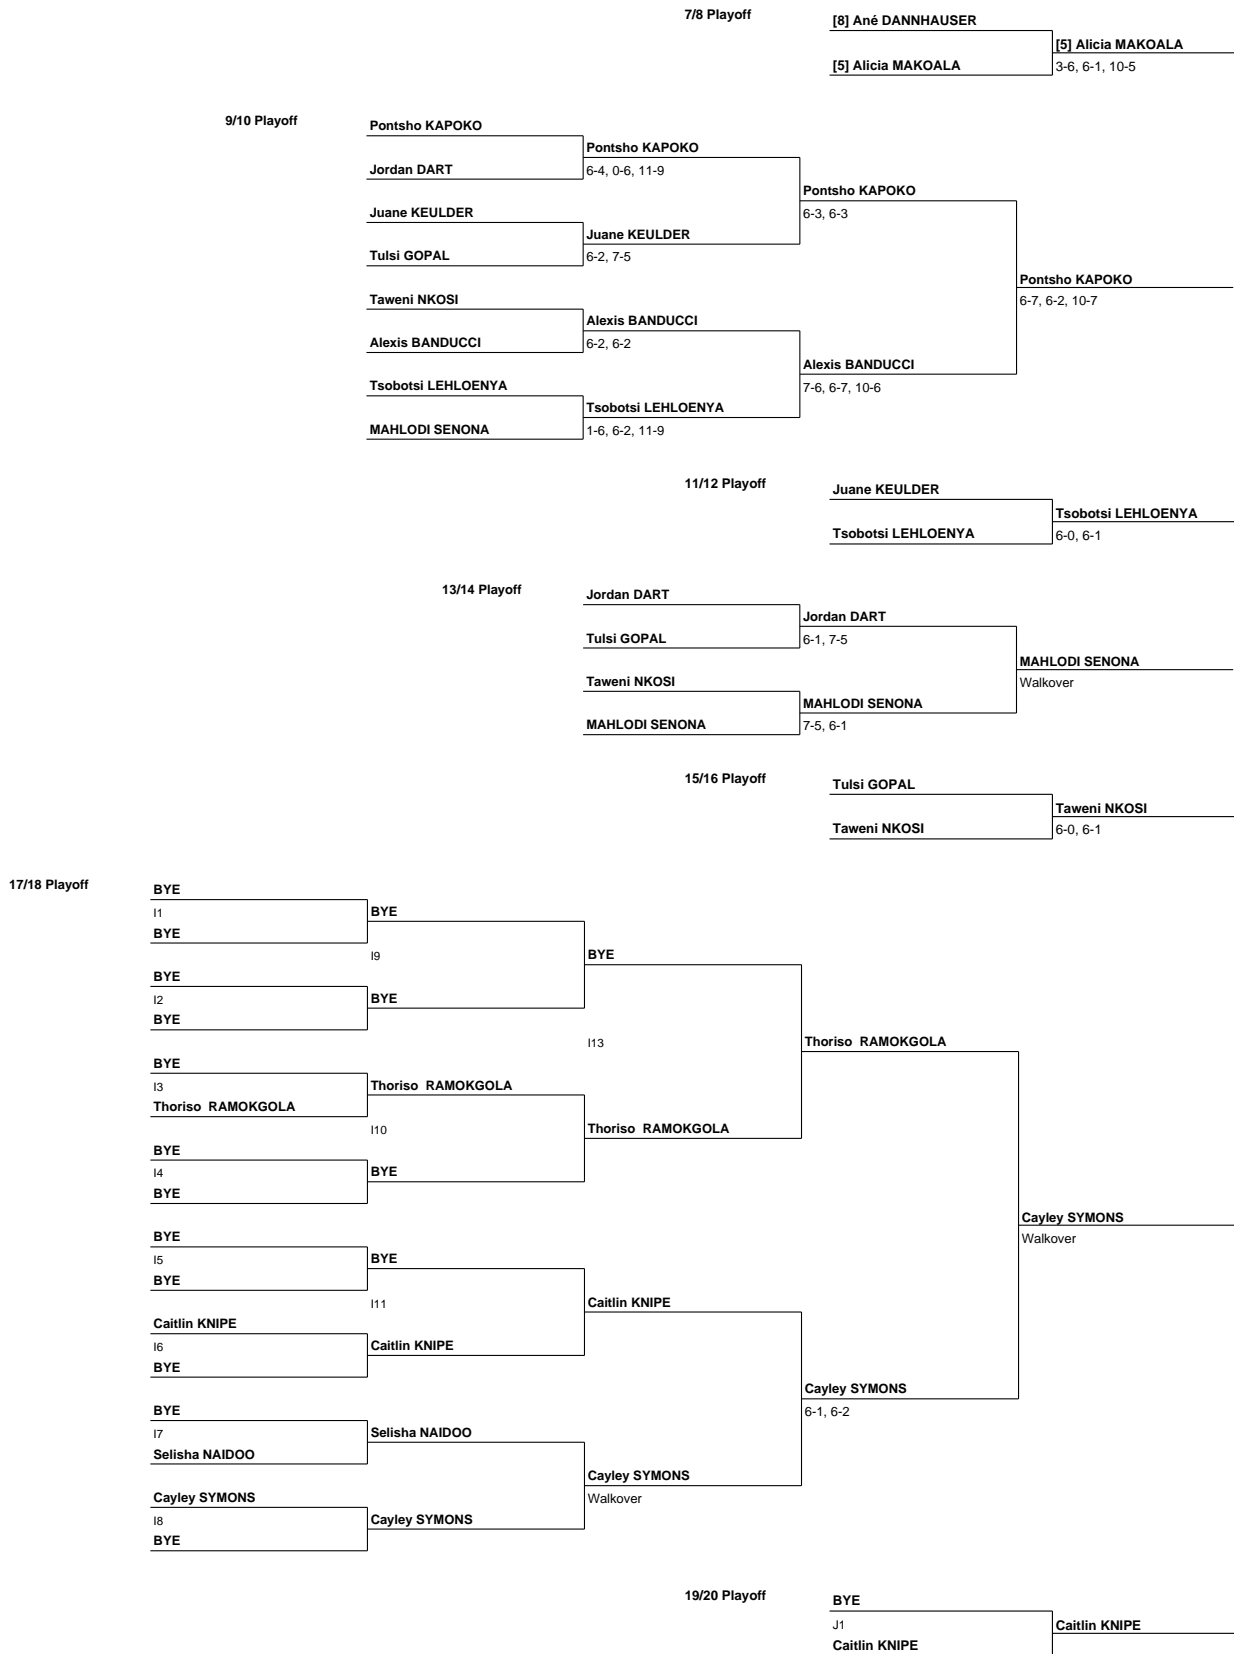 7/8 Playoff
[8] Ané DANNHAUSER
[5] Alicia MAKOALA
[5] Alicia MAKOALA
3-6, 6-1, 10-5
9/10 Playoff
Pontsho KAPOKO
Pontsho KAPOKO
Jordan DART
6-4, 0-6, 11-9
Pontsho KAPOKO
Juane KEULDER
6-3, 6-3
Juane KEULDER
Tulsi GOPAL
6-2, 7-5
Pontsho KAPOKO
Taweni NKOSI
6-7, 6-2, 10-7
Alexis BANDUCCI
Alexis BANDUCCI
6-2, 6-2
Alexis BANDUCCI
Tsobotsi LEHLOENYA
7-6, 6-7, 10-6
Tsobotsi LEHLOENYA
MAHLODI SENONA
1-6, 6-2, 11-9
11/12 Playoff
Juane KEULDER
Tsobotsi LEHLOENYA
Tsobotsi LEHLOENYA
6-0, 6-1
13/14 Playoff
Jordan DART
Jordan DART
Tulsi GOPAL
6-1, 7-5
MAHLODI SENONA
Taweni NKOSI
Walkover
MAHLODI SENONA
MAHLODI SENONA
7-5, 6-1
15/16 Playoff
Tulsi GOPAL
Taweni NKOSI
Taweni NKOSI
6-0, 6-1
17/18 Playoff
BYE
I1
BYE
BYE
I9
BYE
BYE
I2
BYE
BYE
I13
Thoriso  RAMOKGOLA
BYE
I3
Thoriso  RAMOKGOLA
Thoriso  RAMOKGOLA
I10
Thoriso  RAMOKGOLA
BYE
I4
BYE
BYE
Cayley SYMONS
Walkover
BYE
I5
BYE
BYE
I11
Caitlin KNIPE
Caitlin KNIPE
I6
Caitlin KNIPE
BYE
Cayley SYMONS
6-1, 6-2
BYE
I7
Selisha NAIDOO
Selisha NAIDOO
Cayley SYMONS
Walkover
Cayley SYMONS
I8
Cayley SYMONS
BYE
19/20 Playoff
BYE
J1
Caitlin KNIPE
Caitlin KNIPE